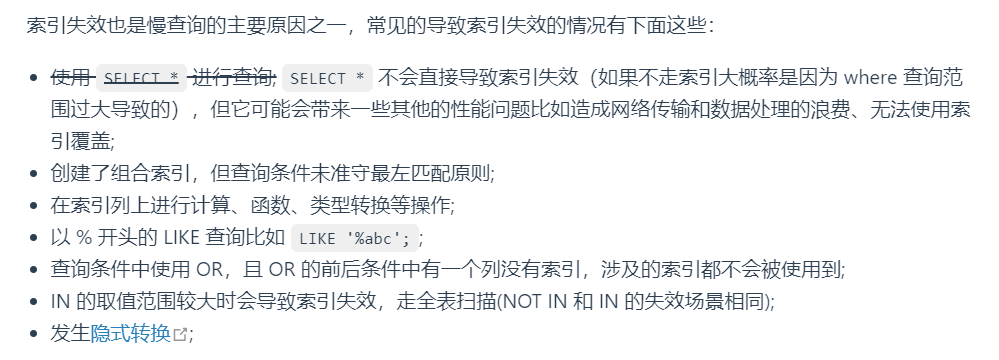 索引失效也是慢查询的主要原因之一，常见的导致索引失效的情况有下面这些：
使用 SELECT * 进行查询; SELECT * 不会直接导致索引失效（如果不走索引大概率是因为 where 查询范
围过大导致的），但它可能会带来一些其他的性能问题比如造成网络传输和数据处理的浪费、无法使用索
引覆盖;
创建了组合索引，但查询条件未准守最左匹配原则;
在索引列上进行计算、函数、类型转换等操作;
以 % 开头的 LIKE 查询比如 LIKE '%abc'; ;
查询条件中使用 OR，且 OR 的前后条件中有一个列没有索引，涉及的索引都不会被使用到;
IN 的取值范围较大时会导致索引失效，走全表扫描(NOT IN 和 IN 的失效场景相同);
发生隐式转换;